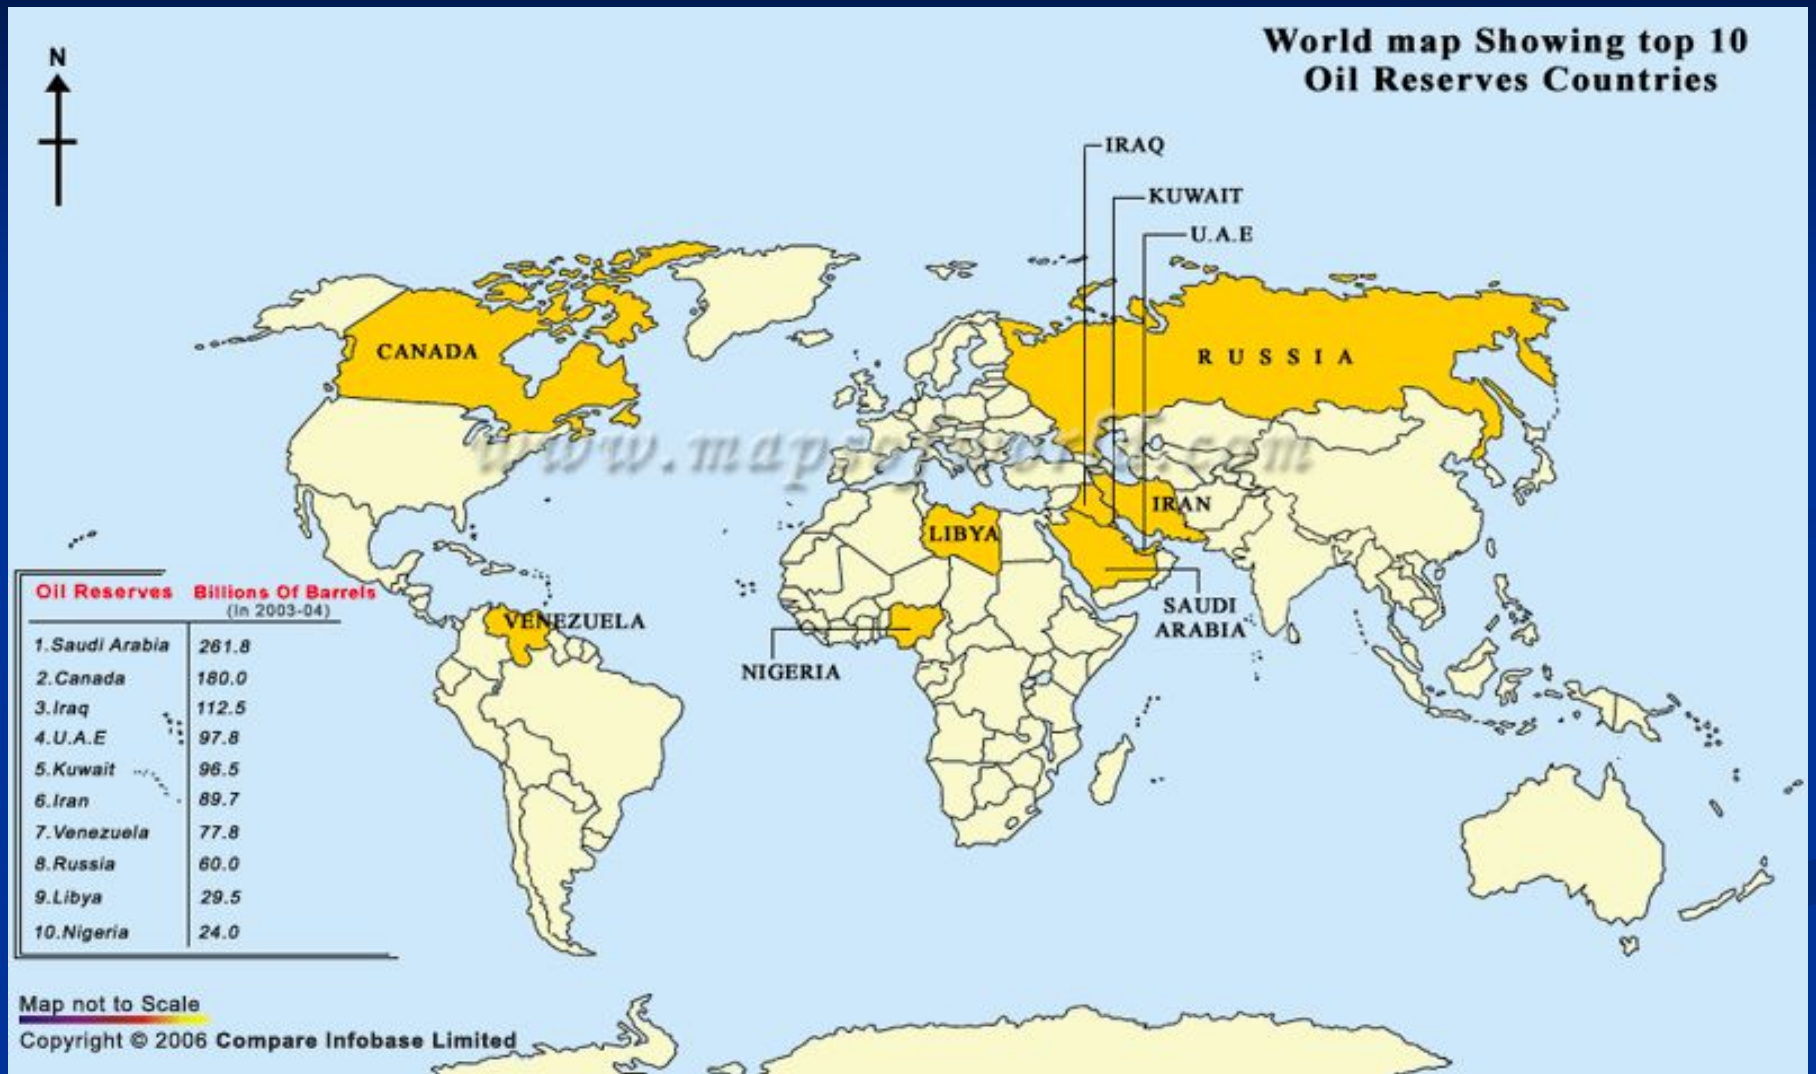 World map Showing top 10
Oil Reserves Countries
N
IRAQ
KUWAIT
U.A.E
CANADA
R U S S I A
www.mapsofworld.com
IRAN
LIBYA
SAUDI
ARABIA
VENEZUELA
NIGERIA
Oil Reserves Billions Of Barrels
(In 2003-04)
1.Saudi Arabia 261.8
2.Canada 180.0
3.Iraq 112.5
4.U.A.E 97.8
5.Kuwait 96.5
6.Iran 89.7
7.Venezuela 77.8
8.Russia 60.0
9.Libya 29.5
10.Nigeria 24.0
Map not to Scale
Copyright © 2006 Compare Infobase Limited